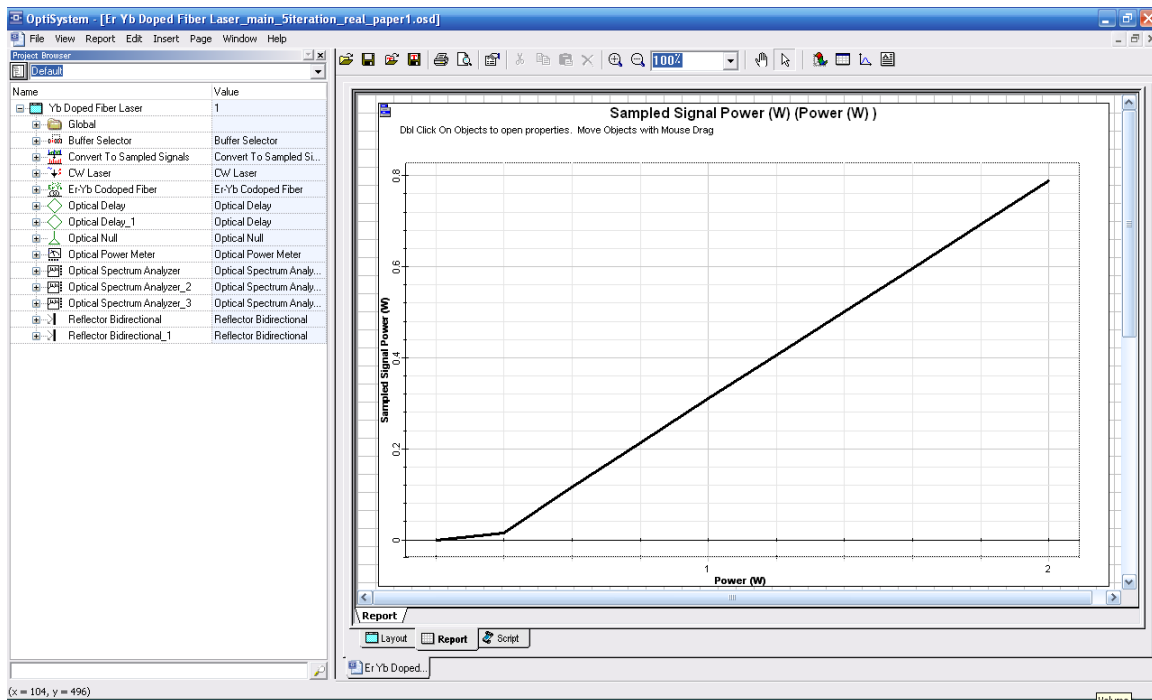 OptiSystem - [Er Yb Doped Fiber Laser_main_5iteration_real_paper1.osd]
File View Report Edit Insert Page Window Help
Project Browser
Default
100%
Name Value
Yb Doped Fiber Laser 1
Global
Buffer Selector Buffer Selector
Convert To Sampled Signals Convert To Sampled Si...
CW Laser CW Laser
Er-Yb Codoped Fiber Er-Yb Codoped Fiber
Optical Delay Optical Delay
Optical Delay_1 Optical Delay
Optical Null Optical Null
Optical Power Meter Optical Power Meter
Optical Spectrum Analyzer Optical Spectrum Analy...
Optical Spectrum Analyzer_2 Optical Spectrum Analy...
Optical Spectrum Analyzer_3 Optical Spectrum Analy...
Reflector Bidirectional Reflector Bidirectional
Reflector Bidirectional_1 Reflector Bidirectional
Sampled Signal Power (W) (Power (W) )
Dbl Click On Objects to open properties. Move Objects with Mouse Drag
Sampled Signal Power (W)
0.8
0.6
0.4
0.2
0
1 2
Power (W)
Report
Layout Report Script
Er Yb Doped...
(x = 104, y = 496)
Volume